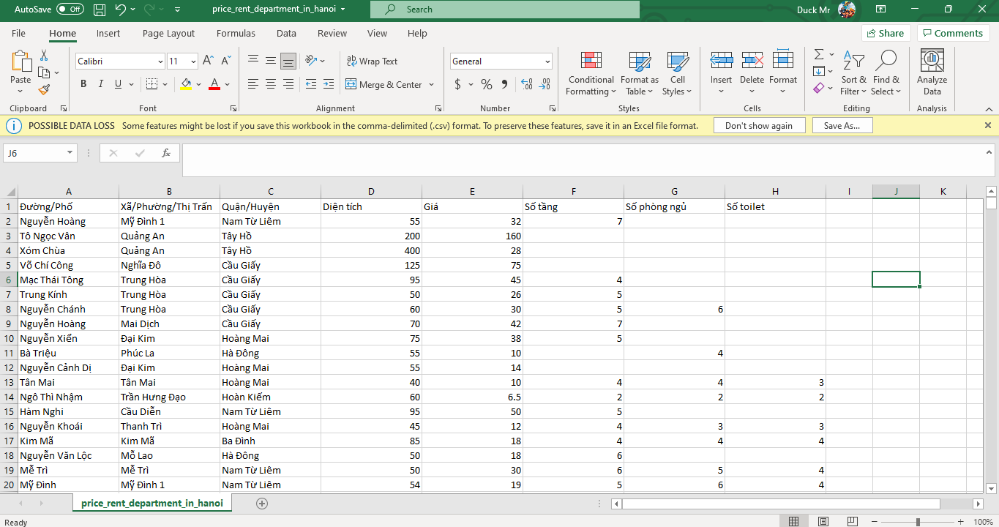 AutoSave Off price_rent_department_in_hanoi Search Duck Mr
File Home Insert Page Layout Formulas Data Review View Help Share Comments
Calibri 11 Wrap Text General
Paste B I U Merge & Center $ % Conditional Formatting Format as Table Cell Styles Insert Delete Format Sort & Filter Find & Select Analyze Data
Clipboard Font Alignment Number Styles Cells Editing Analysis
POSSIBLE DATA LOSS Some features might be lost if you save this workbook in the comma-delimited (.csv) format. To preserve these features, save it in an Excel file format. Don't show again Save As...
J6 fx
A B C D E F G H I J K
1 Đường/Phố Xã/Phường/Thị Trấn Quận/Huyện Diện tích Giá Số tầng Số phòng ngủ Số toilet
2 Nguyễn Hoàng Mỹ Đình 1 Nam Từ Liêm 55 32 7
3 Tô Ngọc Vân Quảng An Tây Hồ 200 160
4 Xóm Chùa Quảng An Tây Hồ 400 28
5 Võ Chí Công Nghĩa Đô Cầu Giấy 125 75
6 Mạc Thái Tông Trung Hòa Cầu Giấy 95 45 4
7 Trung Kính Trung Hòa Cầu Giấy 50 26 5
8 Nguyễn Chánh Trung Hòa Cầu Giấy 60 30 5 6
9 Nguyễn Hoàng Mai Dịch Cầu Giấy 70 42 7
10 Nguyễn Xiển Đại Kim Hoàng Mai 75 38 5
11 Bà Triệu Phúc La Hà Đông 55 10 4
12 Nguyễn Cảnh Dị Đại Kim Hoàng Mai 55 14
13 Tân Mai Tân Mai Hoàng Mai 40 10 4 4 3
14 Ngô Thì Nhậm Trần Hưng Đạo Hoàn Kiếm 60 6.5 2 2 2
15 Hàm Nghi Cầu Diễn Nam Từ Liêm 95 50 5
16 Nguyễn Khoái Thanh Trì Hoàng Mai 45 12 4 3 3
17 Kim Mã Kim Mã Ba Đình 85 18 4 4 4
18 Nguyễn Văn Lộc Mỗ Lao Hà Đông 50 18 6
19 Mễ Trì Mễ Trì Nam Từ Liêm 50 30 6 5 4
20 Mỹ Đình Mỹ Đình 1 Nam Từ Liêm 54 19 5 6 4
price_rent_department_in_hanoi
Ready 100%